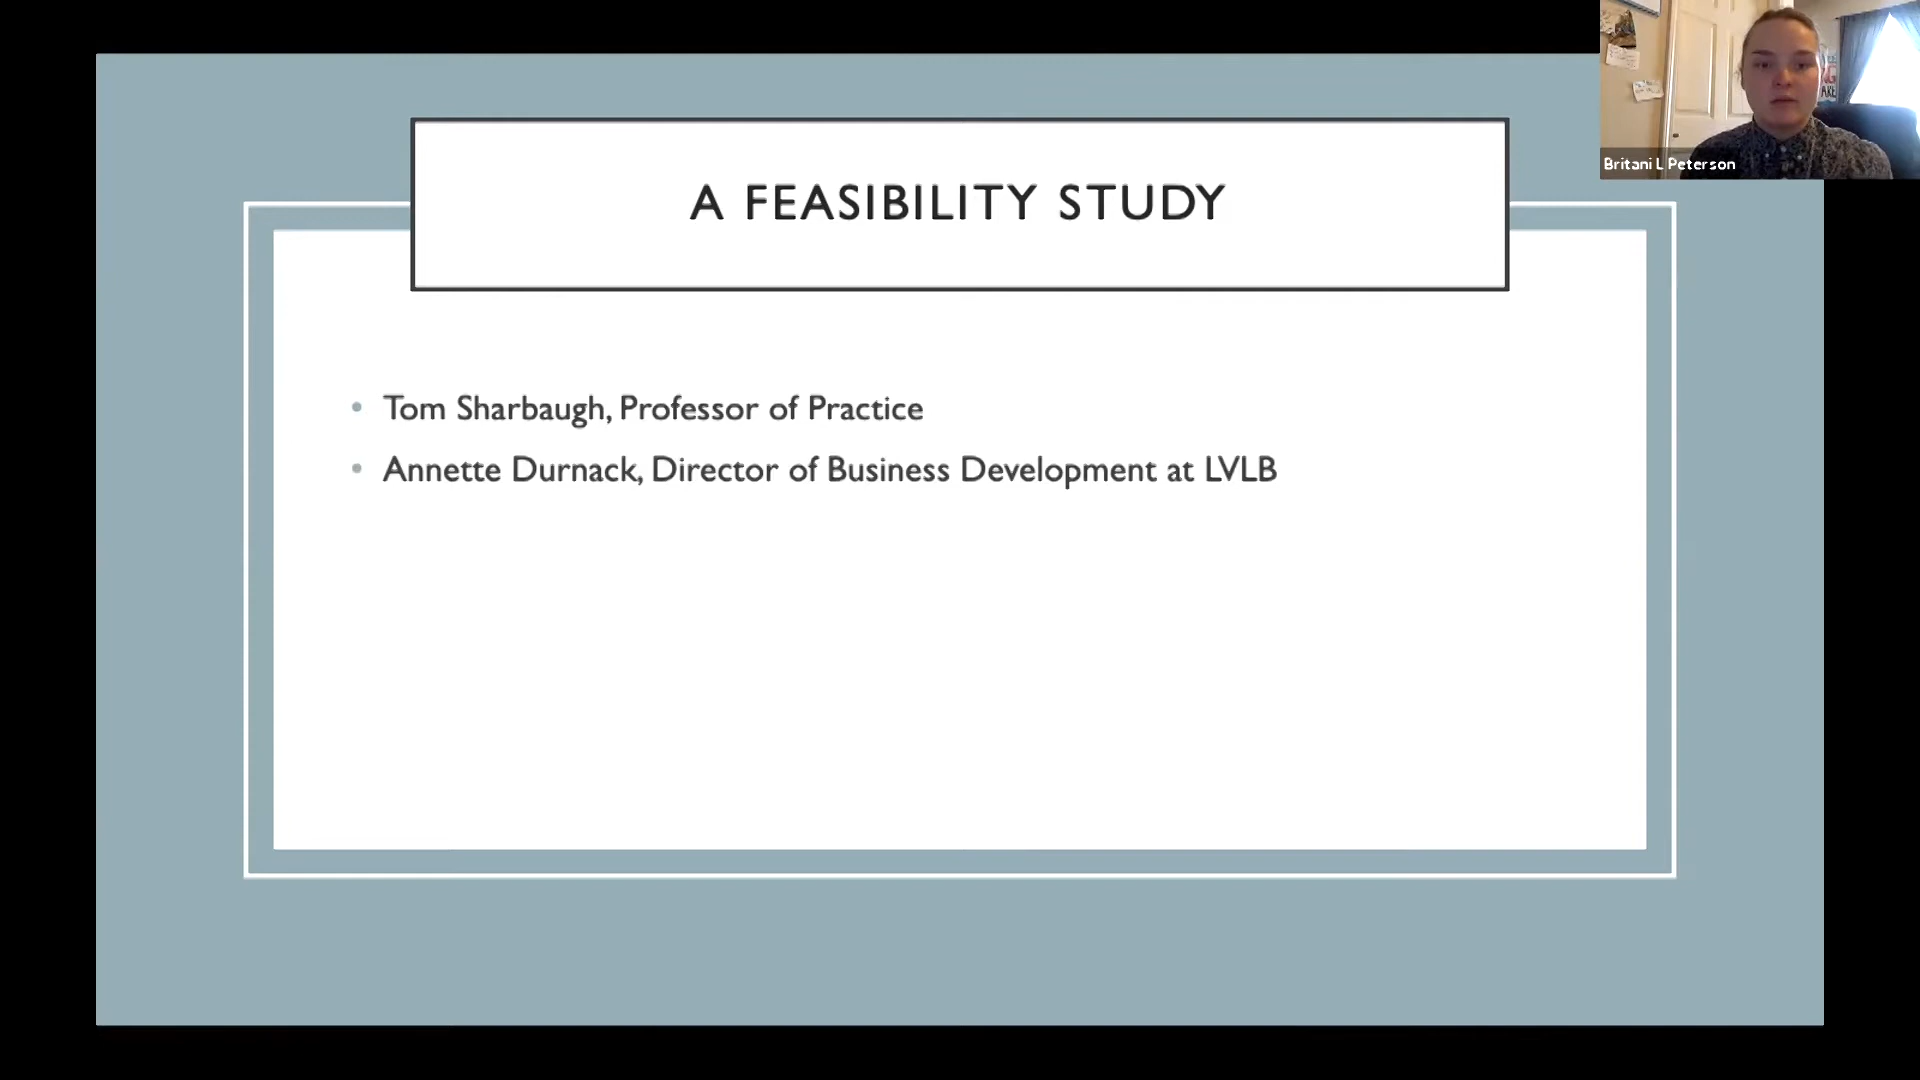 A FEASIBILITY STUDY
Tom Sharbaugh, Professor of Practice
Annette Durnack, Director of Business Development at LVLB
Britani L Peterson